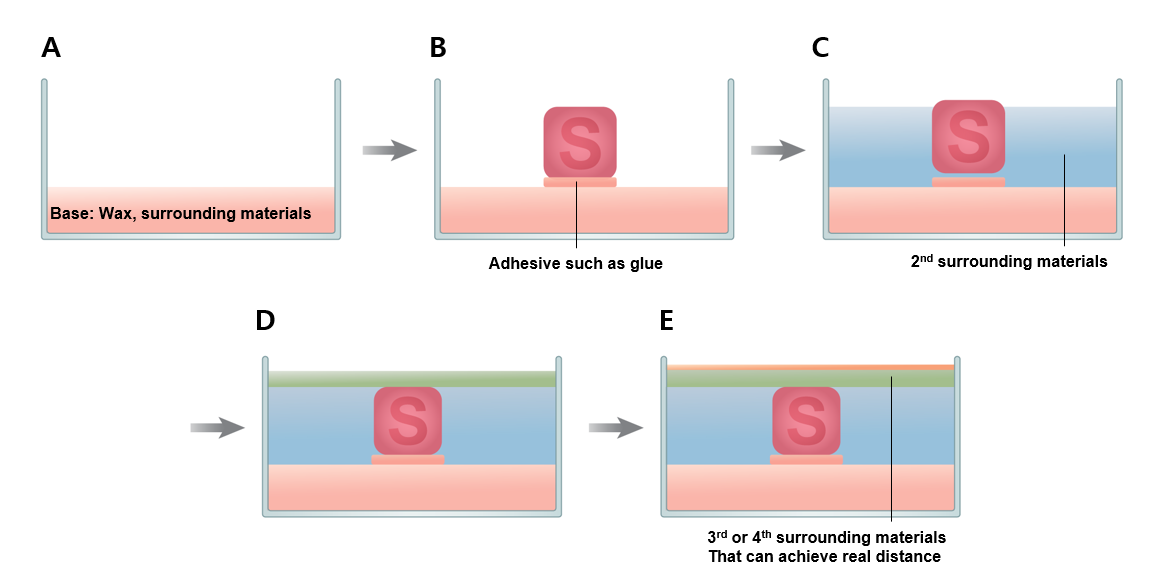 A
B
C
Base: Wax, surrounding materials
S
S
Adhesive such as glue
2nd surrounding materials
D
E
S
S
3rd or 4th surrounding materials
That can achieve real distance